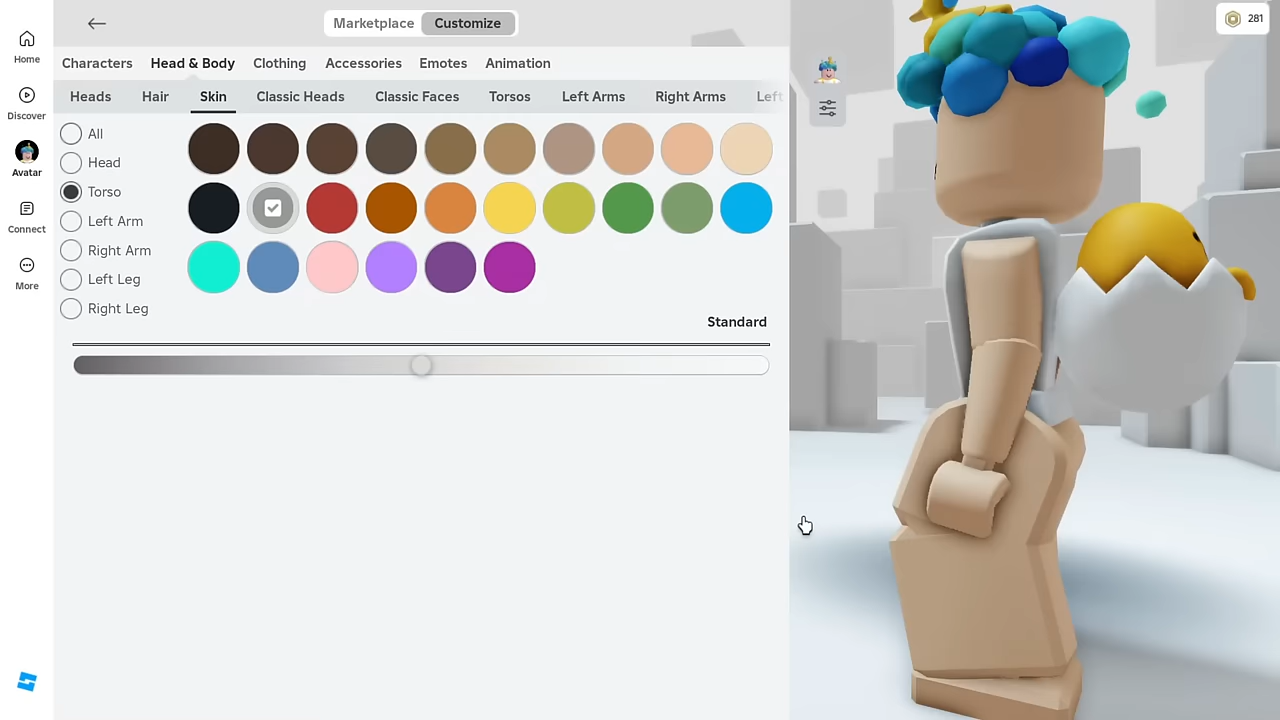 Marketplace Customize
281
Home
Discover
Avatar
Connect
More
Characters Head & Body Clothing Accessories Emotes Animation
Heads Hair Skin Classic Heads Classic Faces Torsos Left Arms Right Arms Left
All
Head
Torso
Left Arm
Right Arm
Left Leg
Right Leg
Standard